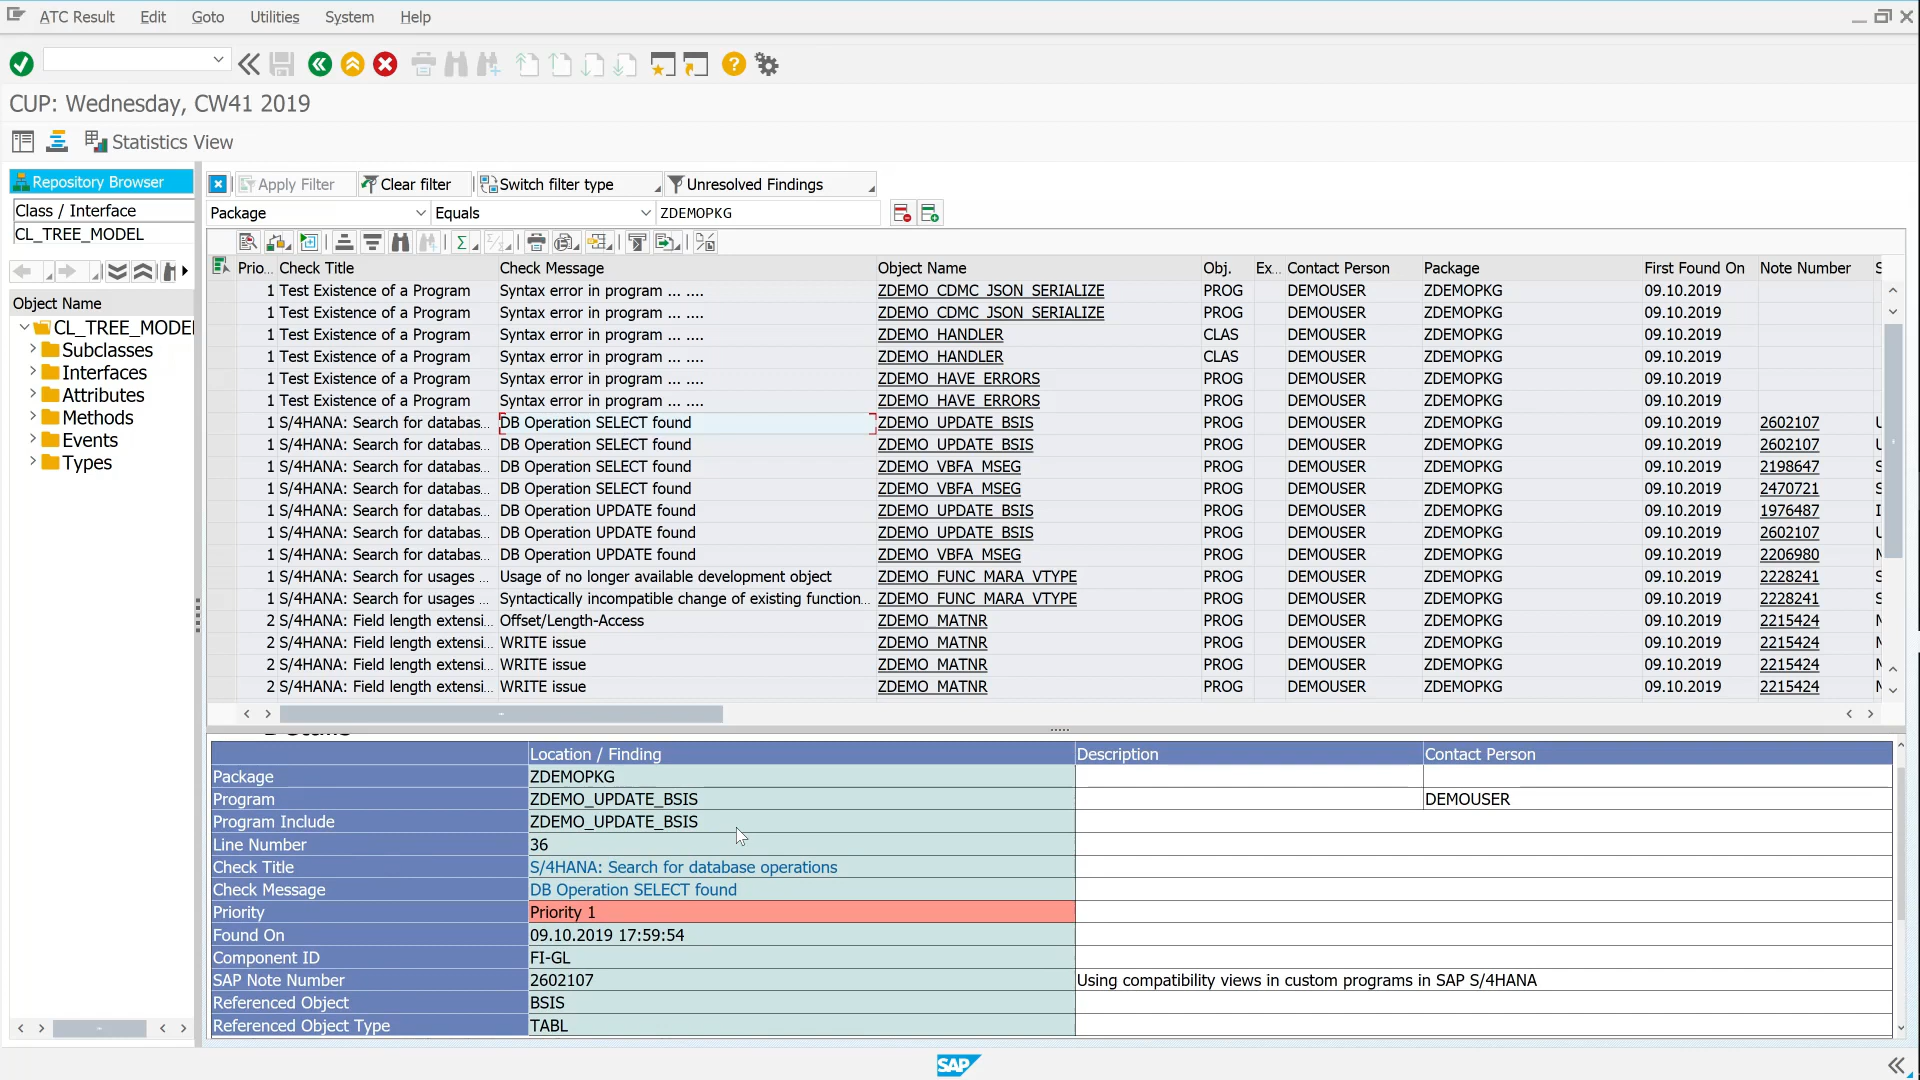 ATC Result Edit Goto Utilities System Help
CUP: Wednesday, CW41 2019
Statistics View
Repository Browser
Class / Interface
CL_TREE_MODEL
Object Name
CL_TREE_MODEL
Subclasses
Interfaces
Attributes
Methods
Events
Types
Apply Filter Clear filter Switch filter type Unresolved Findings
Package Equals ZDEMOPKG
Prio... Check Title Check Message Object Name Obj. Ex... Contact Person Package First Found On Note Number S
1 Test Existence of a Program Syntax error in program ... .... ZDEMO_CDMC_JSON_SERIALIZE PROG DEMOUSER ZDEMOPKG 09.10.2019
1 Test Existence of a Program Syntax error in program ... .... ZDEMO_CDMC_JSON_SERIALIZE PROG DEMOUSER ZDEMOPKG 09.10.2019
1 Test Existence of a Program Syntax error in program ... .... ZDEMO_HANDLER CLAS DEMOUSER ZDEMOPKG 09.10.2019
1 Test Existence of a Program Syntax error in program ... .... ZDEMO_HANDLER CLAS DEMOUSER ZDEMOPKG 09.10.2019
1 Test Existence of a Program Syntax error in program ... .... ZDEMO_HAVE_ERRORS PROG DEMOUSER ZDEMOPKG 09.10.2019
1 Test Existence of a Program Syntax error in program ... .... ZDEMO_HAVE_ERRORS PROG DEMOUSER ZDEMOPKG 09.10.2019
1 S/4HANA: Search for databas... DB Operation SELECT found ZDEMO_UPDATE_BSIS PROG DEMOUSER ZDEMOPKG 09.10.2019 2602107 U
1 S/4HANA: Search for databas... DB Operation SELECT found ZDEMO_UPDATE_BSIS PROG DEMOUSER ZDEMOPKG 09.10.2019 2602107 U
1 S/4HANA: Search for databas... DB Operation SELECT found ZDEMO_VBFA_MSEG PROG DEMOUSER ZDEMOPKG 09.10.2019 2198647 S
1 S/4HANA: Search for databas... DB Operation SELECT found ZDEMO_VBFA_MSEG PROG DEMOUSER ZDEMOPKG 09.10.2019 2470721 S
1 S/4HANA: Search for databas... DB Operation UPDATE found ZDEMO_UPDATE_BSIS PROG DEMOUSER ZDEMOPKG 09.10.2019 1976487 I
1 S/4HANA: Search for databas... DB Operation UPDATE found ZDEMO_UPDATE_BSIS PROG DEMOUSER ZDEMOPKG 09.10.2019 2602107 U
1 S/4HANA: Search for databas... DB Operation UPDATE found ZDEMO_VBFA_MSEG PROG DEMOUSER ZDEMOPKG 09.10.2019 2206980 M
1 S/4HANA: Search for usages ... Usage of no longer available development object ZDEMO_FUNC_MARA_VTYPE PROG DEMOUSER ZDEMOPKG 09.10.2019 2228241 S
1 S/4HANA: Search for usages ... Syntactically incompatible change of existing function... ZDEMO_FUNC_MARA_VTYPE PROG DEMOUSER ZDEMOPKG 09.10.2019 2228241 S
2 S/4HANA: Field length extensi... Offset/Length-Access ZDEMO_MATNR PROG DEMOUSER ZDEMOPKG 09.10.2019 2215424 M
2 S/4HANA: Field length extensi... WRITE issue ZDEMO_MATNR PROG DEMOUSER ZDEMOPKG 09.10.2019 2215424 M
2 S/4HANA: Field length extensi... WRITE issue ZDEMO_MATNR PROG DEMOUSER ZDEMOPKG 09.10.2019 2215424 M
2 S/4HANA: Field length extensi... WRITE issue ZDEMO_MATNR PROG DEMOUSER ZDEMOPKG 09.10.2019 2215424 M
Location / Finding Description Contact Person
Package ZDEMOPKG
Program ZDEMO_UPDATE_BSIS DEMOUSER
Program Include ZDEMO_UPDATE_BSIS
Line Number 36
Check Title S/4HANA: Search for database operations
Check Message DB Operation SELECT found
Priority Priority 1
Found On 09.10.2019 17:59:54
Component ID FI-GL
SAP Note Number 2602107 Using compatibility views in custom programs in SAP S/4HANA
Referenced Object BSIS
Referenced Object Type TABL
SAP